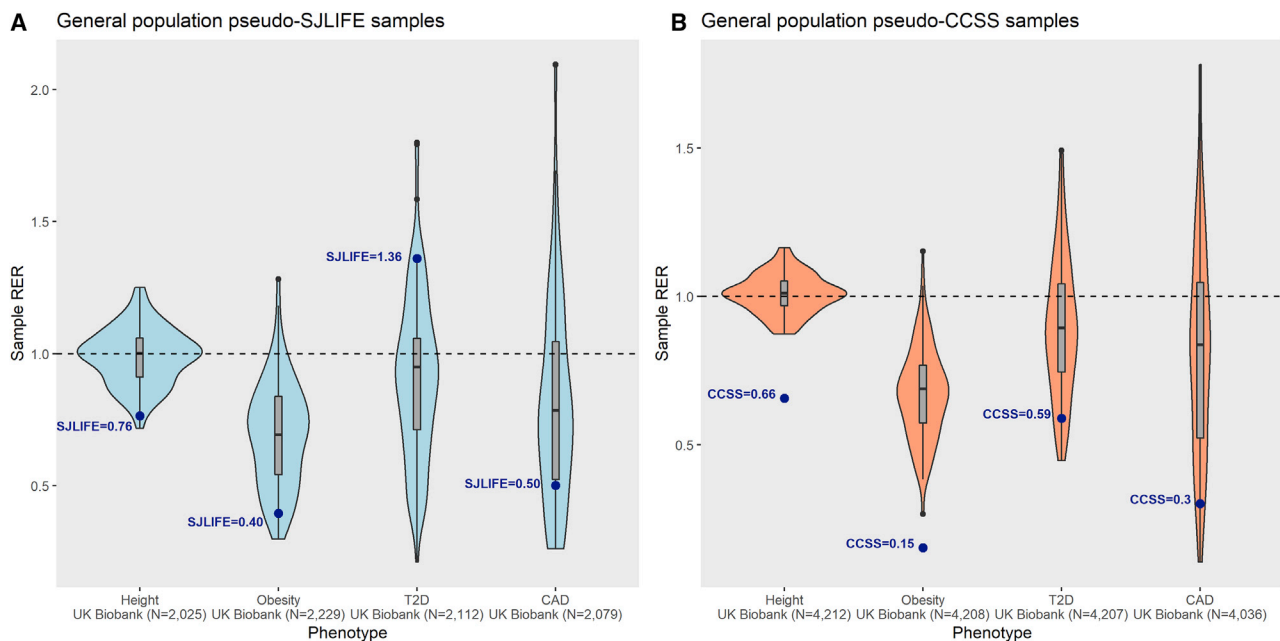 A General population pseudo-SJLIFE samples
2.0
1.5
1.0
0.5
Sample RER
SJLIFE=0.76
SJLIFE=0.40
SJLIFE=1.36
SJLIFE=0.50
Height Obesity T2D CAD
UK Biobank (N=2,025) UK Biobank (N=2,229) UK Biobank (N=2,112) UK Biobank (N=2,079)
Phenotype
B General population pseudo-CCSS samples
1.5
1.0
0.5
Sample RER
CCSS=0.66
CCSS=0.15
CCSS=0.59
CCSS=0.3
Height Obesity T2D CAD
UK Biobank (N=4,212) UK Biobank (N=4,208) UK Biobank (N=4,207) UK Biobank (N=4,036)
Phenotype